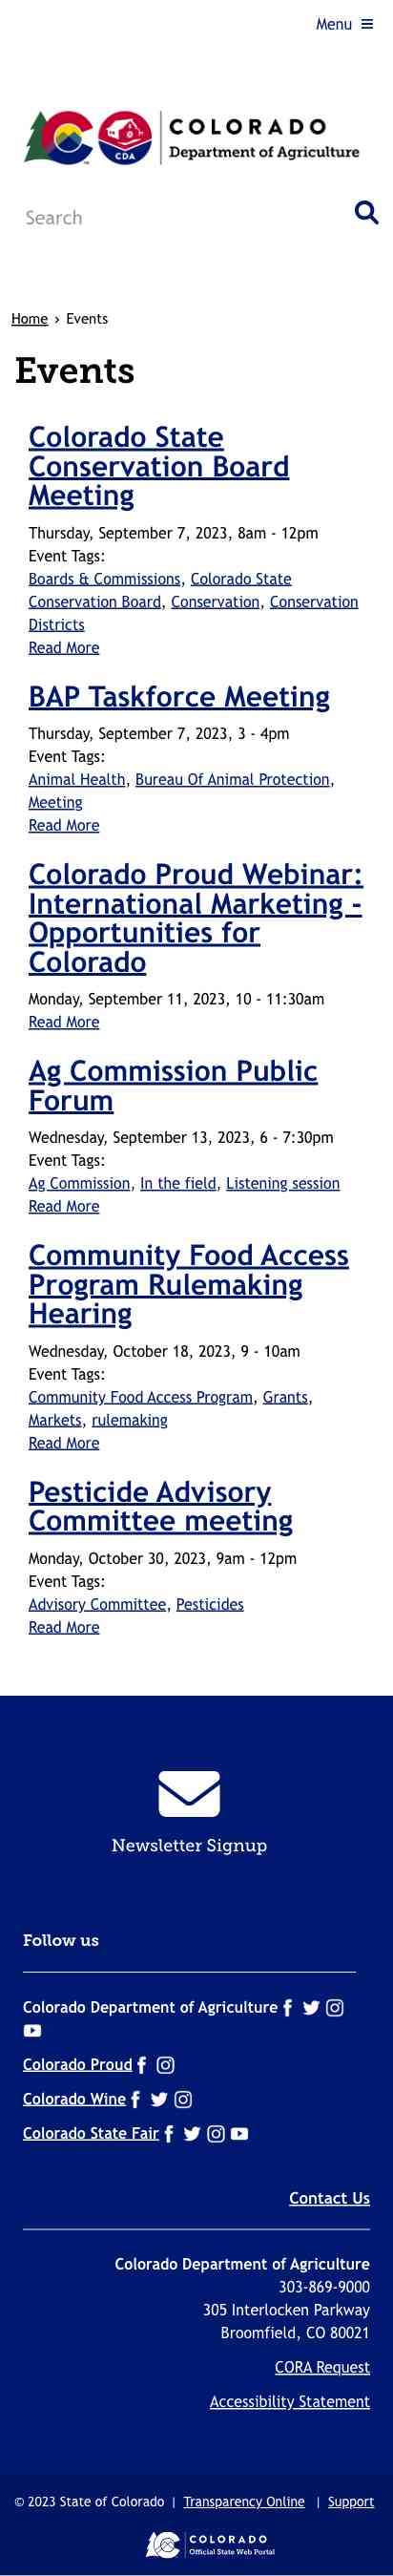 Menu
COLORADO
CDA
Department of Agriculture
Search
Home › Events
Events
Colorado State
Conservation Board
Meeting
Thursday, September 7, 2023, 8am - 12pm
Event Tags:
Boards & Commissions, Colorado State
Conservation Board, Conservation, Conservation
Districts
Read More
BAP Taskforce Meeting
Thursday, September 7, 2023, 3 - 4pm
Event Tags:
Animal Health, Bureau Of Animal Protection,
Meeting
Read More
Colorado Proud Webinar:
International Marketing -
Opportunities for
Colorado
Monday, September 11, 2023, 10 - 11:30am
Read More
Ag Commission Public
Forum
Wednesday, September 13, 2023, 6 - 7:30pm
Event Tags:
Ag Commission, In the field, Listening session
Read More
Community Food Access
Program Rulemaking
Hearing
Wednesday, October 18, 2023, 9 - 10am
Event Tags:
Community Food Access Program, Grants,
Markets, rulemaking
Read More
Pesticide Advisory
Committee meeting
Monday, October 30, 2023, 9am - 12pm
Event Tags:
Advisory Committee, Pesticides
Read More
Newsletter Signup
Follow us
Colorado Department of Agriculture
Colorado Proud
Colorado Wine
Colorado State Fair
Contact Us
Colorado Department of Agriculture
303-869-9000
305 Interlocken Parkway
Broomfield, CO 80021
CORA Request
Accessibility Statement
© 2023 State of Colorado | Transparency Online | Support
COLORADO
Official State Web Portal